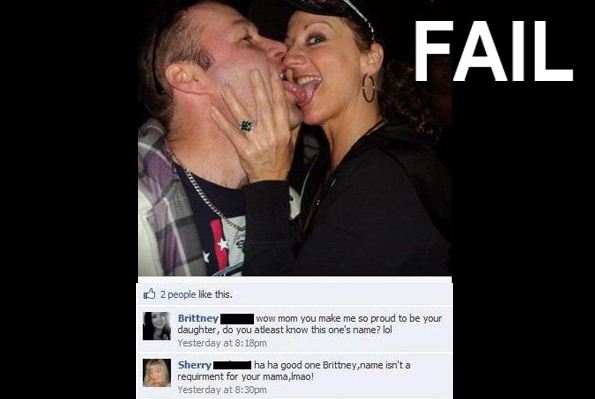 FAIL
2 people like this.
Brittney wow mom you make me so proud to be your
daughter, do you atleast know this one's name? lol
Yesterday at 8:18pm
Sherry ha ha good one Brittney,name isn't a
requirment for your mama,lmao!
Yesterday at 8:30pm